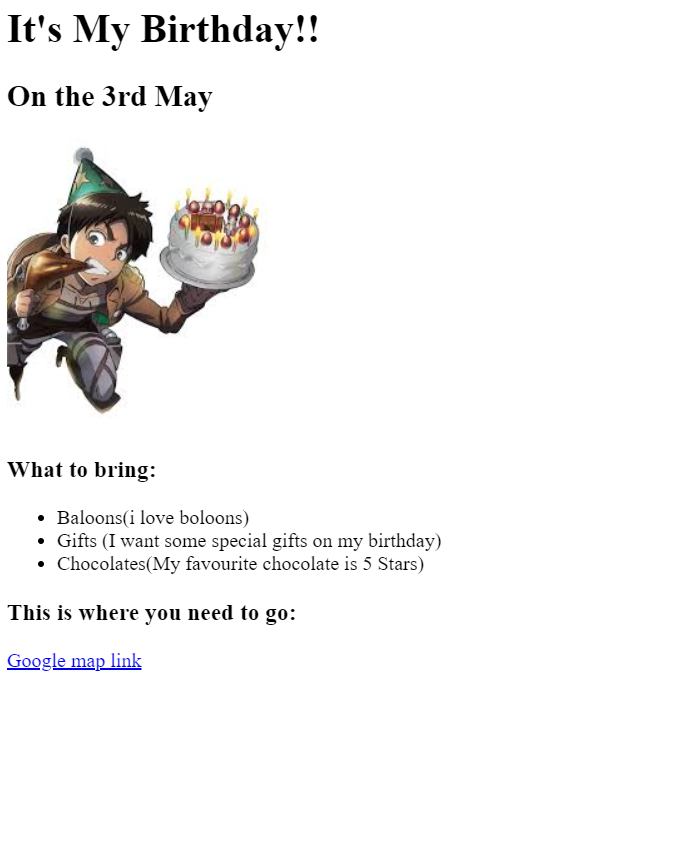 It's My Birthday!!
On the 3rd May
What to bring:
Baloons(i love boloons)
Gifts (I want some special gifts on my birthday)
Chocolates(My favourite chocolate is 5 Stars)
This is where you need to go:
Google map link